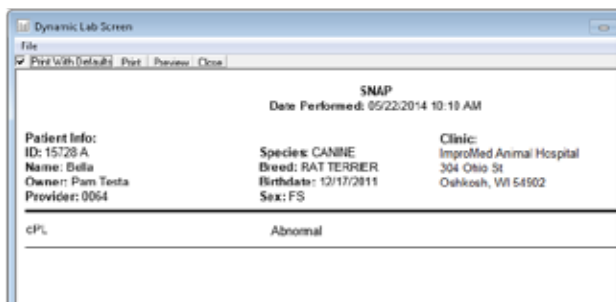 Dynamic Lab Screen
File
Print With Defaults Print Preview Close
SNAP
Date Performed: 05/22/2014 10:10 AM
Patient Info: Clinic:
ID: 15728 A Species: CANINE ImproMed Animal Hospital
Name: Bella Breed: RAT TERRIER 304 Ohio St
Owner: Pam Testa Birthdate: 12/17/2011 Oshkosh, WI 54902
Provider: 0064 Sex: FS
cPL Abnormal